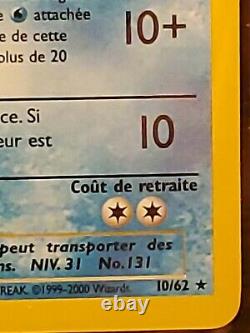 attachée
e de cette
plus de 20
10+
ce. Si
eur est
10
Coût de retraite
peut transporter des
ns. NIV. 31 No. 131
REAK. ©1999-2000 Wizards. 10/62
ebay